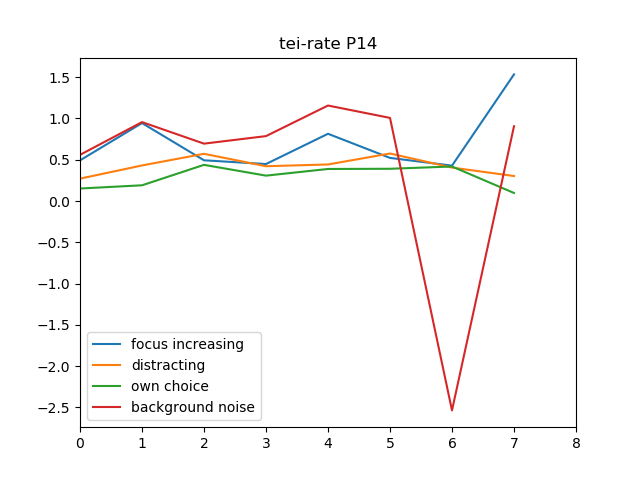 tei-rate P14
1.5
1.0
0.5
0.0
−0.5
−1.0
−1.5
−2.0
−2.5
focus increasing
distracting
own choice
background noise
0 1 2 3 4 5 6 7 8